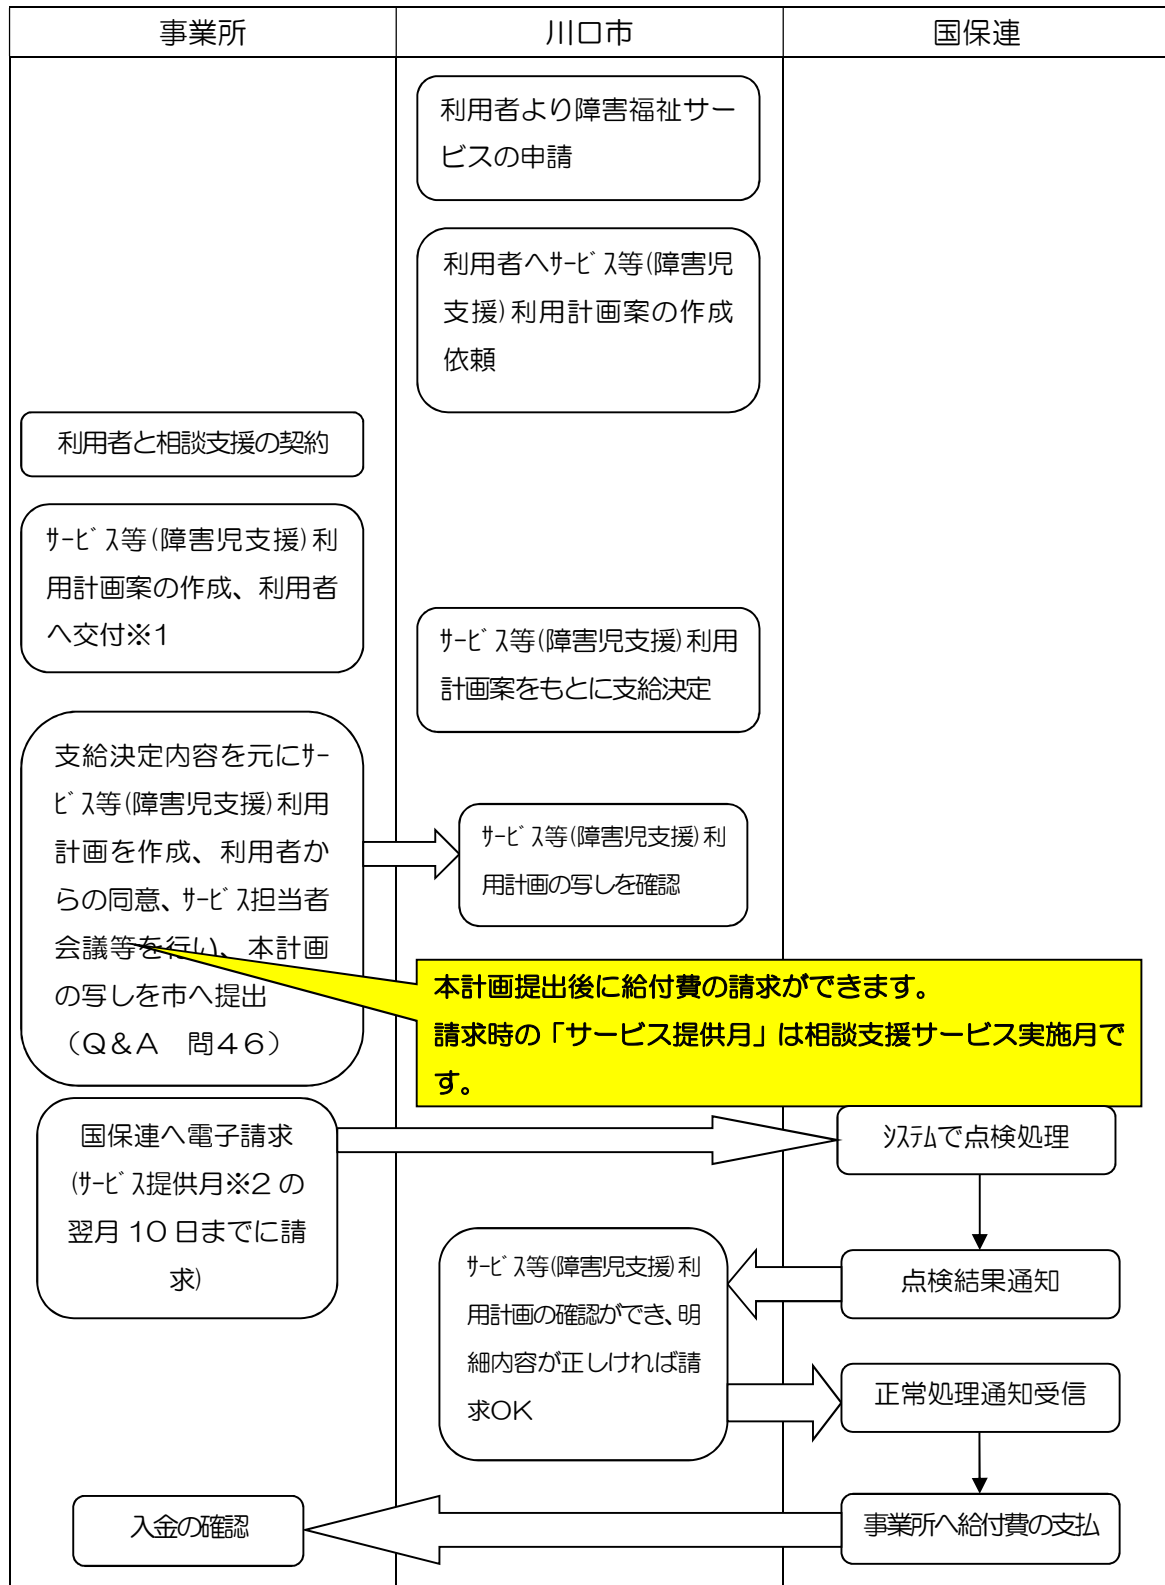 事業所
川口市
国保連
利用者より障害福祉サー
ビスの申請
利用者へｻｰﾋﾞｽ等(障害児
支援)利用計画案の作成
依頼
利用者と相談支援の契約
ｻｰﾋﾞｽ等(障害児支援)利
用計画案の作成、利用者
へ交付※1
ｻｰﾋﾞｽ等(障害児支援)利用
計画案をもとに支給決定
支給決定内容を元にｻｰ
ﾋﾞｽ等(障害児支援)利用
計画を作成、利用者か
らの同意、ｻｰﾋﾞｽ担当者
会議等を行い、本計画
の写しを市へ提出
（Ｑ＆Ａ　問４６）
ｻｰﾋﾞｽ等(障害児支援)利
用計画の写しを確認
本計画提出後に給付費の請求ができます。
請求時の「サービス提供月」は相談支援サービス実施月で
す。
国保連へ電子請求
(ｻｰﾋﾞｽ提供月※2 の
翌月 10 日までに請
求)
ｼｽﾃﾑで点検処理
点検結果通知
ｻｰﾋﾞｽ等(障害児支援)利
用計画の確認ができ、明
細内容が正しければ請
求OK
正常処理通知受信
事業所へ給付費の支払
入金の確認